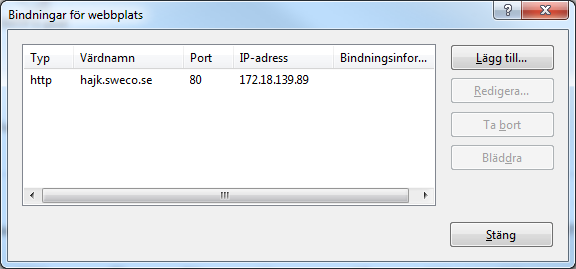 Bindningar för webbplats
Typ Värdnamn Port IP-adress Bindningsinfor...
http hajk.sweco.se 80 172.18.139.89
Lägg till...
Redigera...
Ta bort
Bläddra
Stäng